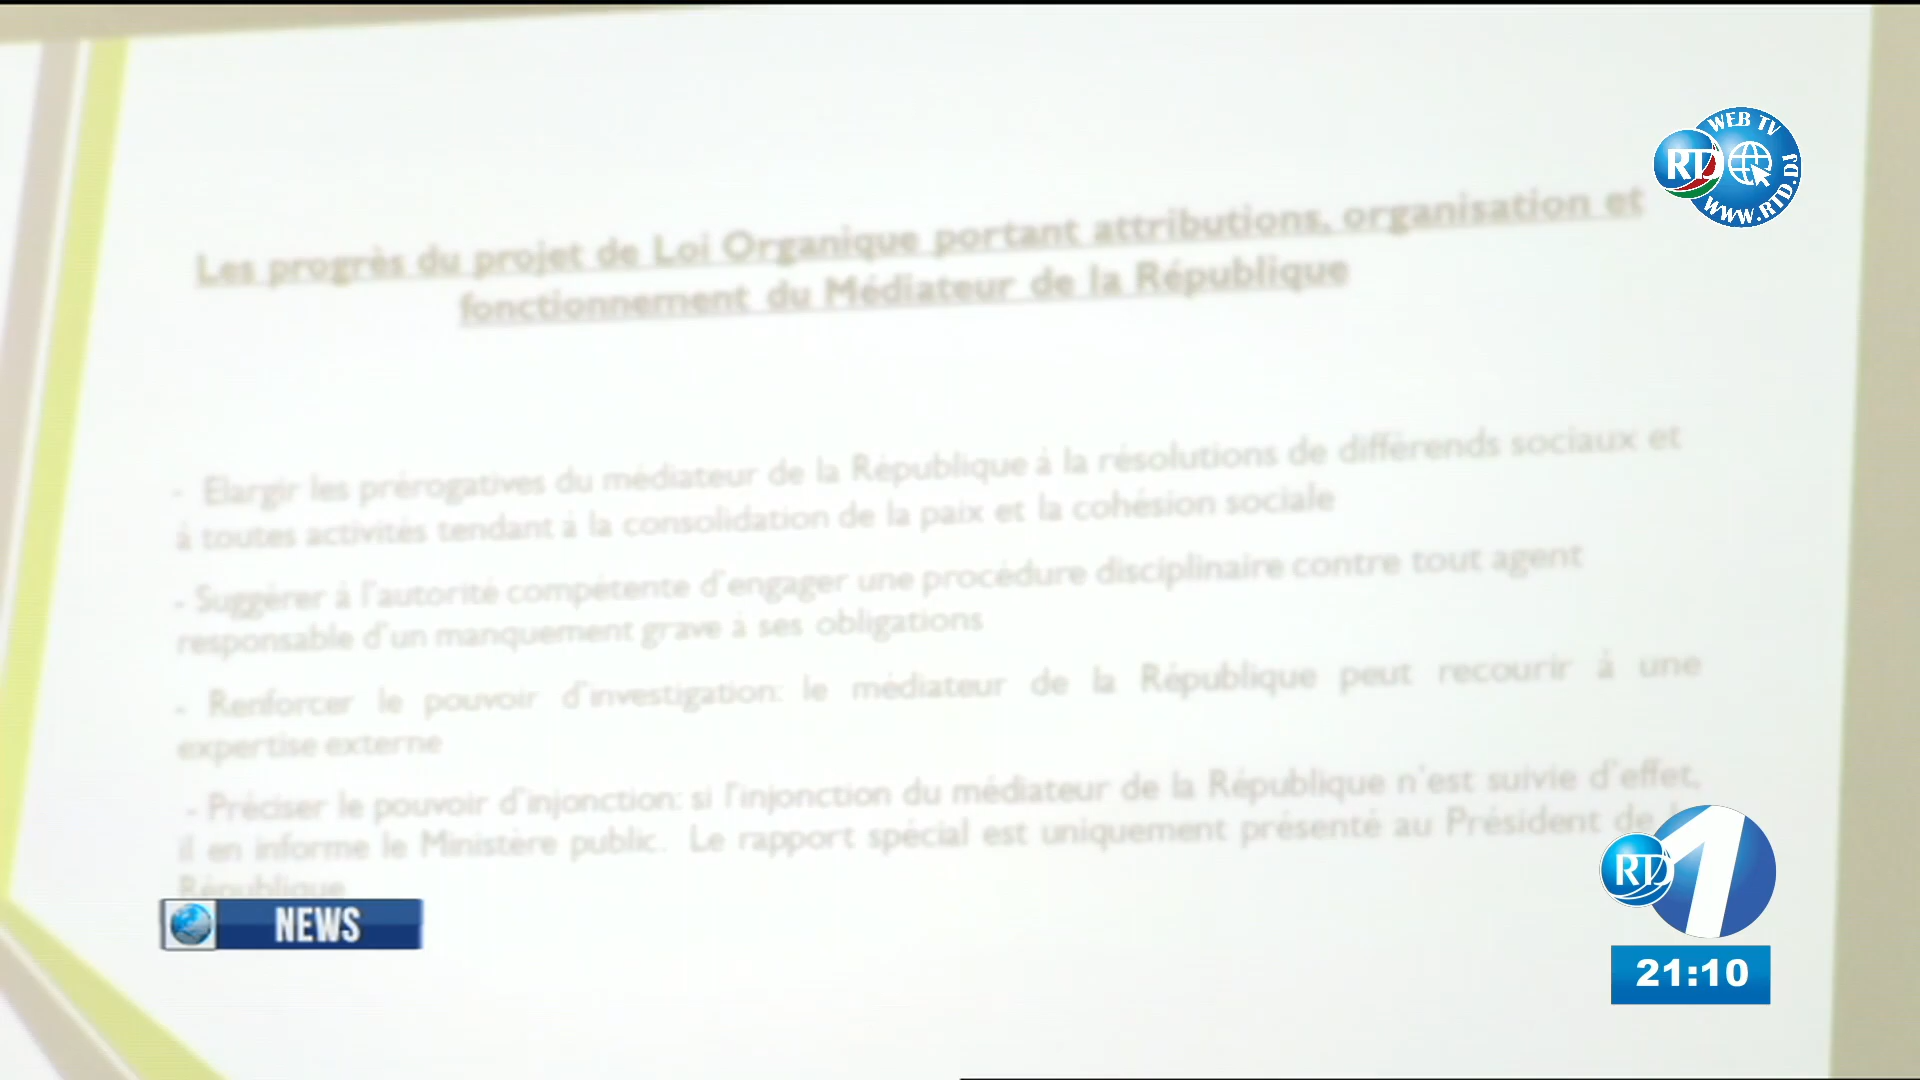 WEB TV
RTD
WWW.RTD.DJ
Les progrès du projet de Loi Organique portant attributions, organisation et
fonctionnement du Médiateur de la République
- Elargir les prérogatives du médiateur de la République à la résolutions de différends sociaux et
à toutes activités tendant à la consolidation de la paix et la cohésion sociale
- Suggérer à l'autorité compétente d'engager une procédure disciplinaire contre tout agent
responsable d'un manquement grave à ses obligations
- Renforcer le pouvoir d'investigation: le médiateur de la République peut recourir à une
expertise externe
- Préciser le pouvoir d'injonction: si l'injonction du médiateur de la République n'est suivie d'effet,
il en informe le Ministère public. Le rapport spécial est uniquement présenté au Président de
République
NEWS
RTD 1
21:10